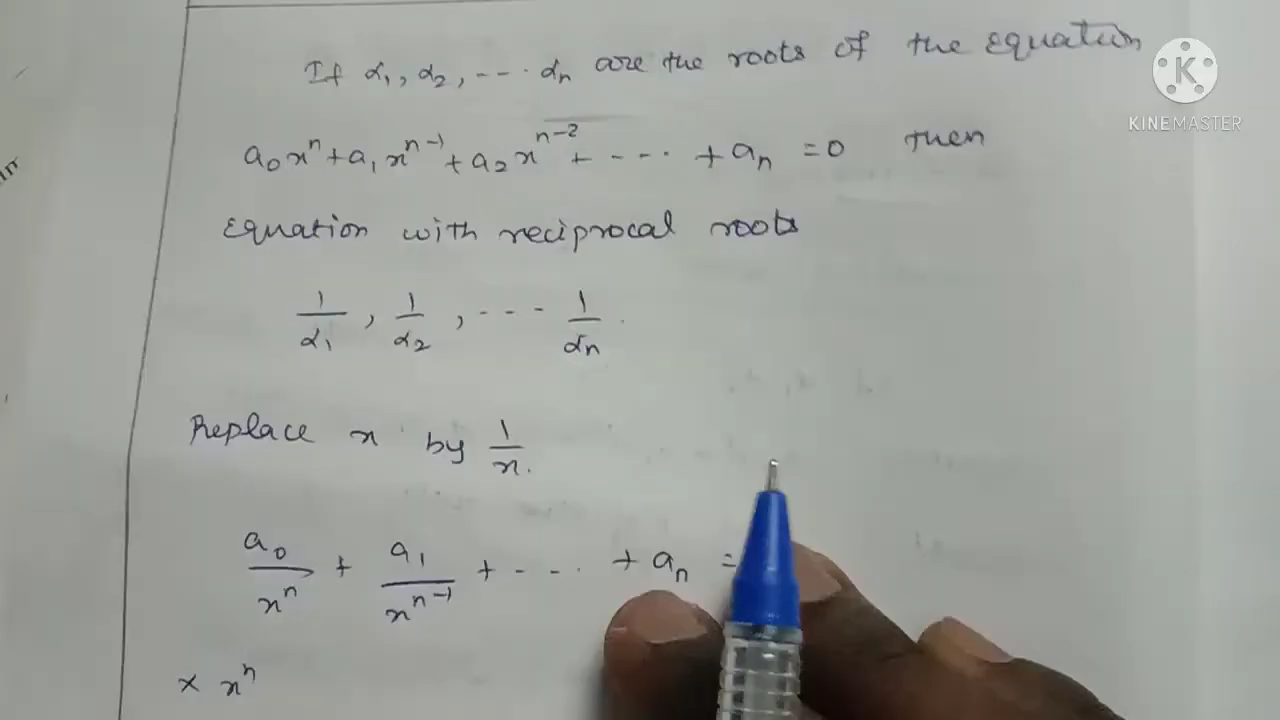 If α₁, α₂, ---- αₙ are the roots of the equation
K
KINEMASTER
a₀xⁿ + a₁xⁿ⁻¹ + a₂xⁿ⁻² + - - - - + aₙ = 0 then
equation with reciprocal roots
1/α₁, 1/α₂, - - - 1/αₙ.
Replace x by 1/x.
a₀/xⁿ + a₁/xⁿ⁻¹ + - - - . + aₙ =
× xⁿ